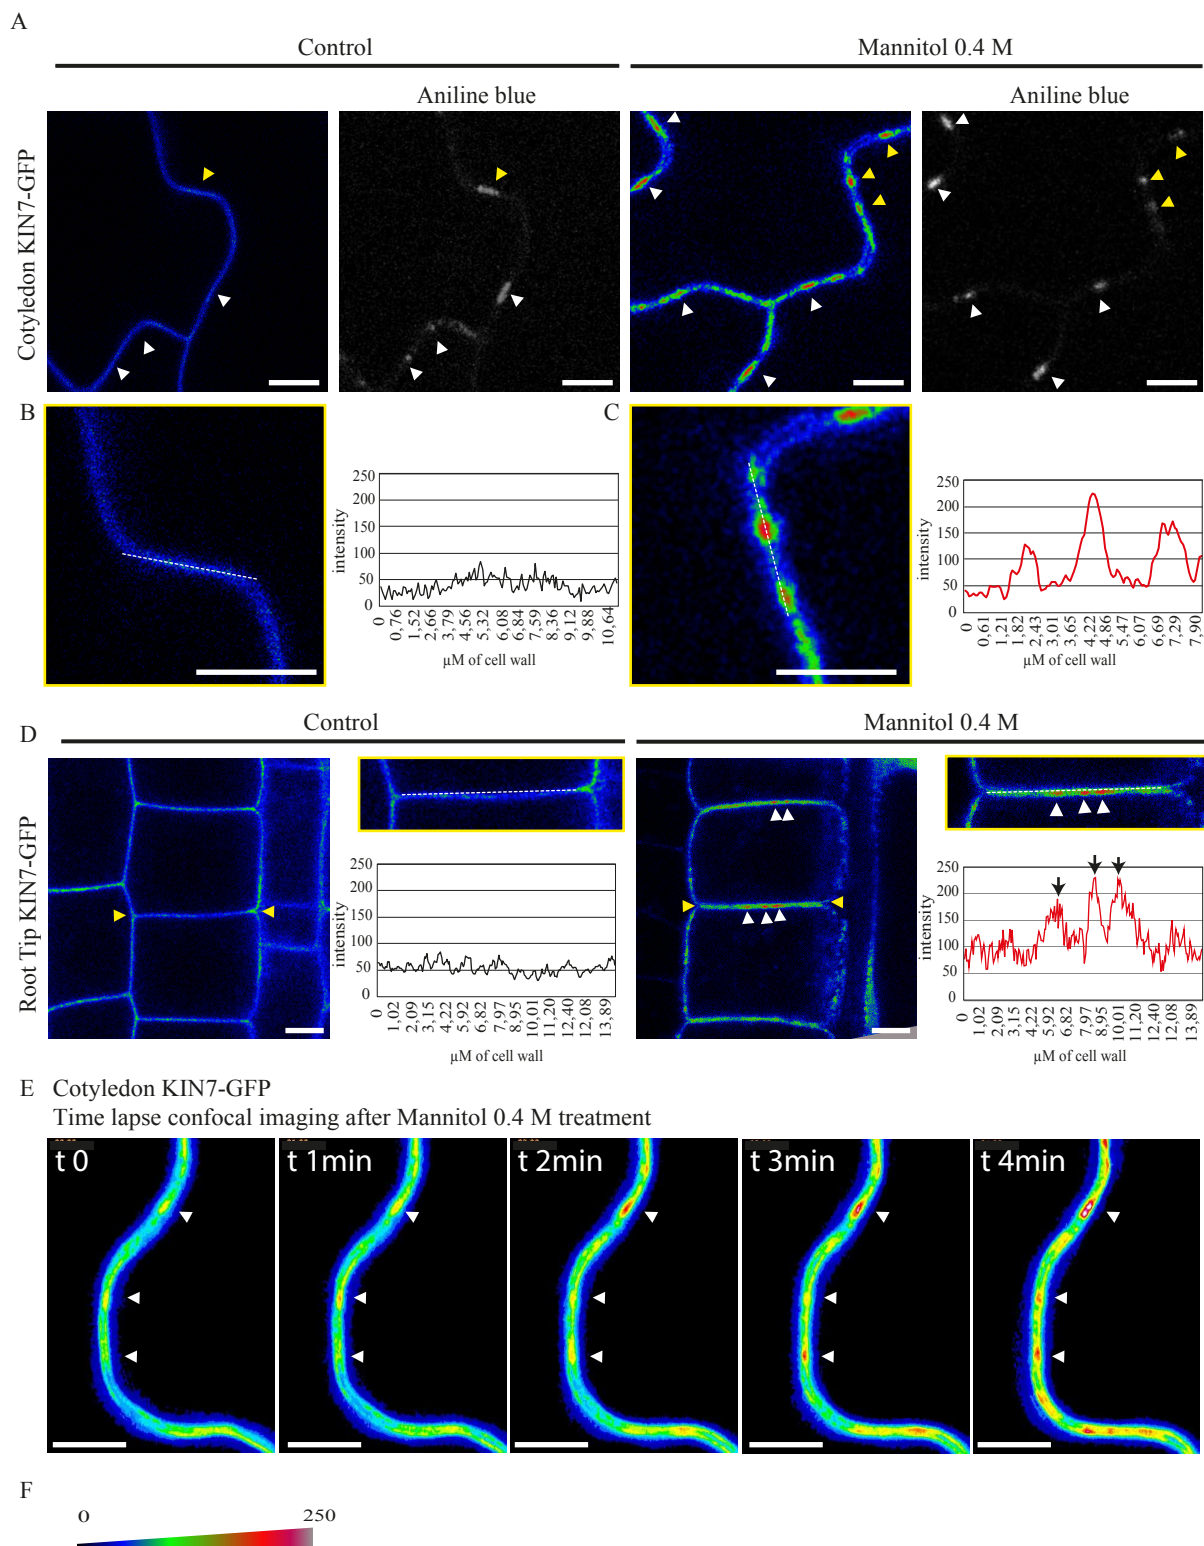 A
Control
Mannitol 0.4 M
Aniline blue
Aniline blue
Cotyledon KIN7-GFP
B
C
intensity
250
200
150
100
50
0
0 0,76 1,52 2,66 3,79 4,56 5,32 6,08 6,84 7,59 8,36 9,12 9,88 10,64
µM of cell wall
intensity
250
200
150
100
50
0
0 0,61 1,21 1,82 2,43 3,01 3,65 4,22 4,86 5,47 6,07 6,69 7,29 7,90
µM of cell wall
D
Control
Mannitol 0.4 M
Root Tip KIN7-GFP
intensity
250
200
150
100
50
0
0 1,02 2,09 3,15 4,22 5,92 6,82 7,97 8,95 10,01 11,20 12,40 12,08 13,89
µM of cell wall
intensity
250
200
150
100
50
0
0 1,02 2,09 3,15 4,22 5,92 6,82 7,97 8,95 10,01 11,20 12,40 12,08 13,89
µM of cell wall
E Cotyledon KIN7-GFP
Time lapse confocal imaging after Mannitol 0.4 M treatment
t 0
t 1min
t 2min
t 3min
t 4min
F
0 250